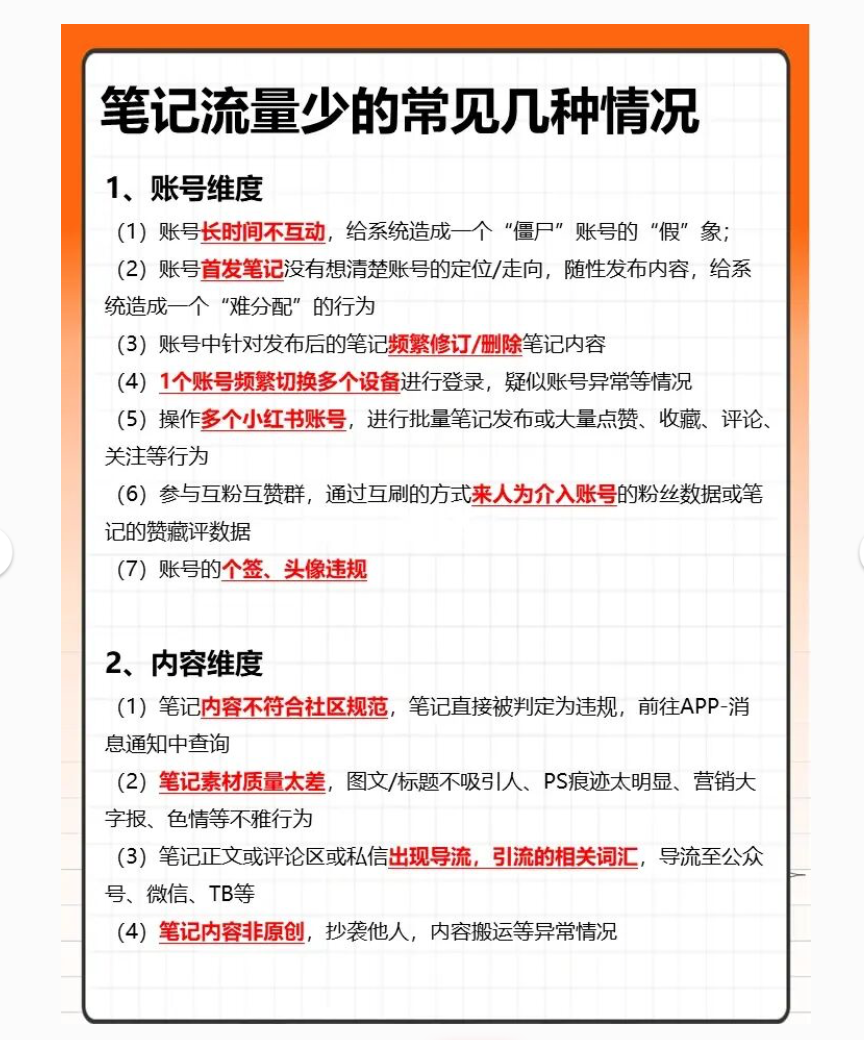 笔记流量少的常见几种情况
1、账号维度
（1）账号长时间不互动，给系统造成一个“僵尸”账号的“假”象；
（2）账号首发笔记没有想清楚账号的定位/走向，随性发布内容，给系
统造成一个“难分配”的行为
（3）账号中针对发布后的笔记频繁修订/删除笔记内容
（4）1个账号频繁切换多个设备进行登录，疑似账号异常等情况
（5）操作多个小红书账号，进行批量笔记发布或大量点赞、收藏、评论、
关注等行为
（6）参与互粉互赞群，通过互刷的方式来人为介入账号的粉丝数据或笔
记的赞藏评数据
（7）账号的个签、头像违规
2、内容维度
（1）笔记内容不符合社区规范，笔记直接被判定为违规，前往APP-消
息通知中查询
（2）笔记素材质量太差，图文/标题不吸引人、PS痕迹太明显、营销大
字报、色情等不雅行为
（3）笔记正文或评论区或私信出现导流，引流的相关词汇，导流至公众
号、微信、TB等
（4）笔记内容非原创，抄袭他人，内容搬运等异常情况